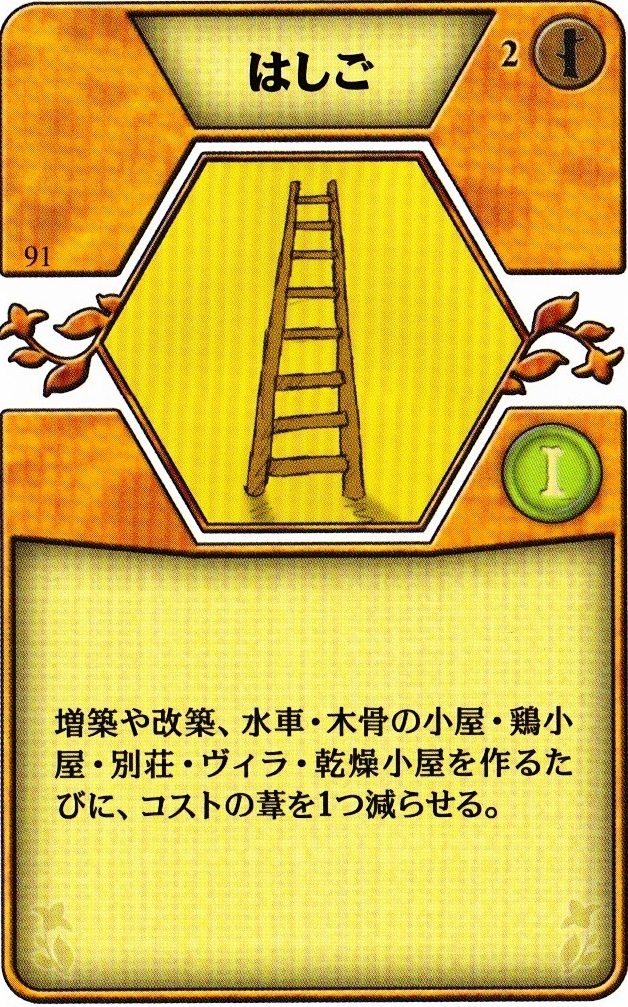 はしご
2
91
I
増築や改築、水車・木骨の小屋・鶏小
屋・別荘・ヴィラ・乾燥小屋を作るた
びに、コストの葦を1つ減らせる。